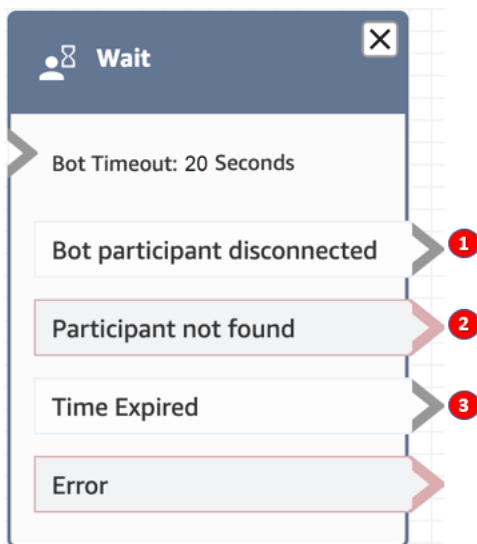 Wait
Bot Timeout: 20 Seconds
Bot participant disconnected
1
Participant not found
2
Time Expired
3
Error